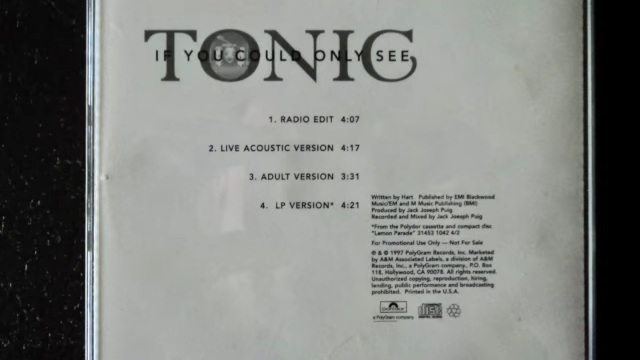 TONIC
IF YOU COULD ONLY SEE
1. RADIO EDIT 4:07
2. LIVE ACOUSTIC VERSION 4:17
3. ADULT VERSION 3:31
4. LP VERSION* 4:21
Written by Hart. Published by EMI Blackwood
Music/EMI and M Music Publishing (BMI)
Produced by Jack Joseph Puig
Recorded and Mixed by Jack Joseph Puig
*From the Polydor cassette and compact disc
"Lemon Parade" 31453 1042 4/2
For Promotional Use Only — Not For Sale
℗ & © 1997 PolyGram Records, Inc. Marketed
by A&M Associated Labels, a division of A&M
Records, Inc., a PolyGram company, P.O. Box
118, Hollywood, CA 90078. All rights reserved.
Unauthorized copying, reproduction, hiring,
lending, public performance and broadcasting
prohibited. Printed in the U.S.A.
a PolyGram company